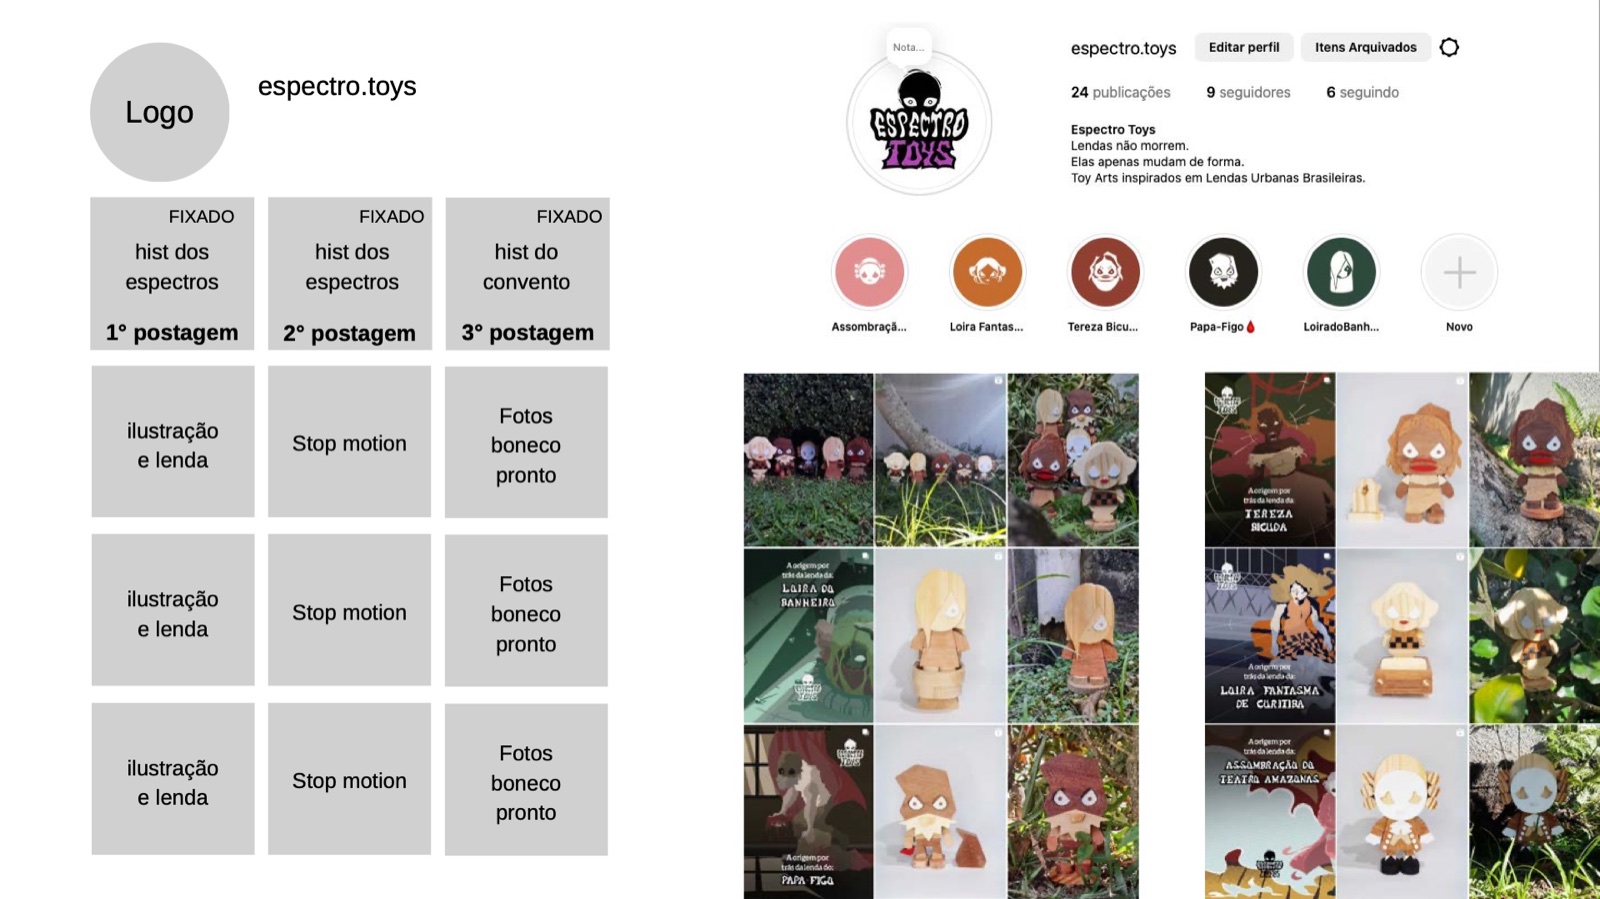 Logo
espectro.toys
FIXADO
hist dos
espectros
1° postagem
FIXADO
hist dos
espectros
2° postagem
FIXADO
hist do
convento
3° postagem
ilustração
e lenda
Stop motion
Fotos
boneco
pronto
ilustração
e lenda
Stop motion
Fotos
boneco
pronto
ilustração
e lenda
Stop motion
Fotos
boneco
pronto
Nota...
ESPECTRO
TOYS
espectro.toys
Editar perfil
Itens Arquivados
24 publicações
9 seguidores
6 seguindo
Espectro Toys
Lendas não morrem.
Elas apenas mudam de forma.
Toy Arts inspirados em Lendas Urbanas Brasileiras.
Assombraçã...
Loira Fantas...
Tereza Bicu...
Papa-Figo🩸
LoiradoBanh...
Novo
A origem por
trás da lenda da:
LOIRA DO
BANHEIRO
A origem por
trás da lenda do:
PAPA FIGO
A origem por
trás da lenda da:
TEREZA
BICUDA
A origem por
trás da lenda da:
LOIRA FANTASMA
DE CURITIBA
A origem por
trás da lenda da:
ASSOMBRAÇÃO DO
TEATRO AMAZONAS